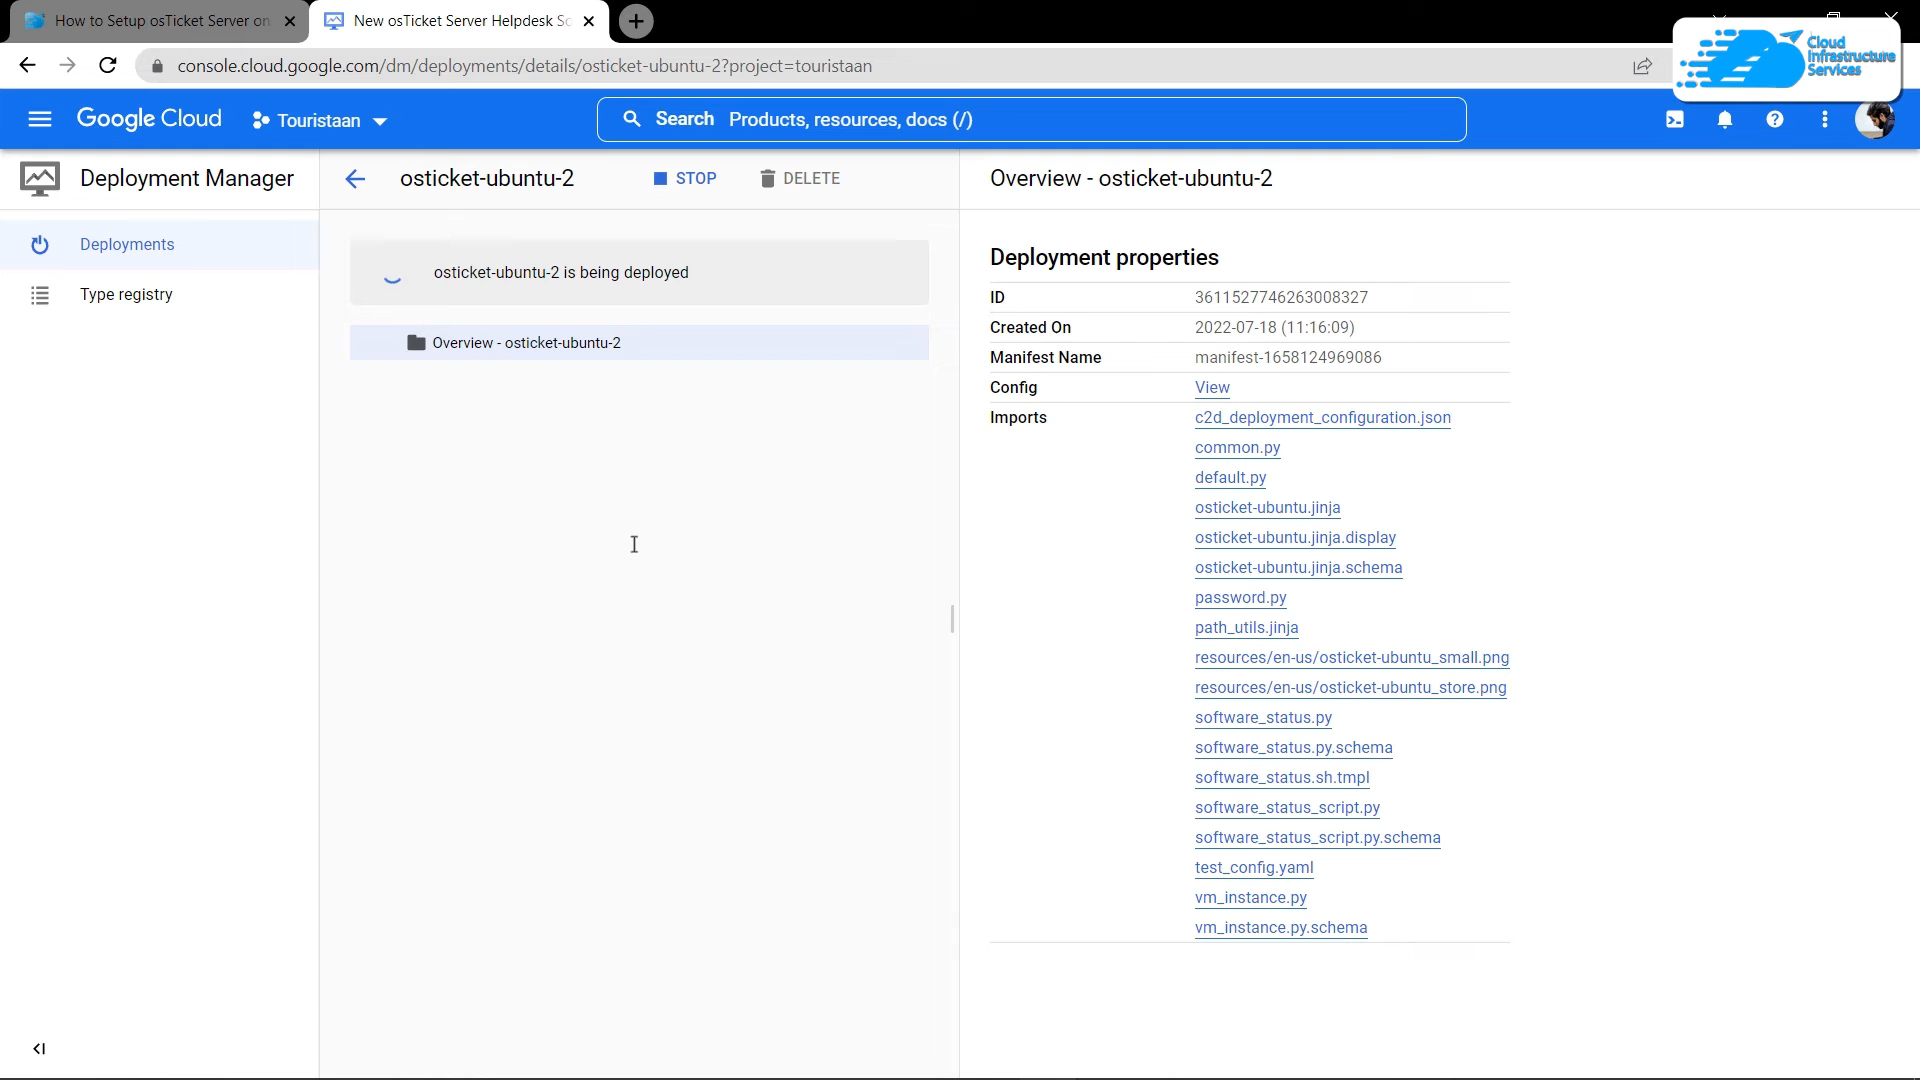 How to Setup osTicket Server on
New osTicket Server Helpdesk Sc
console.cloud.google.com/dm/deployments/details/osticket-ubuntu-2?project=touristaan
Cloud
Infrastructure
Services
Google Cloud
Touristaan
Search Products, resources, docs (/)
Deployment Manager
osticket-ubuntu-2
STOP
DELETE
Overview - osticket-ubuntu-2
Deployments
Type registry
osticket-ubuntu-2 is being deployed
Overview - osticket-ubuntu-2
Deployment properties
ID 3611527746263008327
Created On 2022-07-18 (11:16:09)
Manifest Name manifest-1658124969086
Config View
Imports c2d_deployment_configuration.json
common.py
default.py
osticket-ubuntu.jinja
osticket-ubuntu.jinja.display
osticket-ubuntu.jinja.schema
password.py
path_utils.jinja
resources/en-us/osticket-ubuntu_small.png
resources/en-us/osticket-ubuntu_store.png
software_status.py
software_status.py.schema
software_status.sh.tmpl
software_status_script.py
software_status_script.py.schema
test_config.yaml
vm_instance.py
vm_instance.py.schema